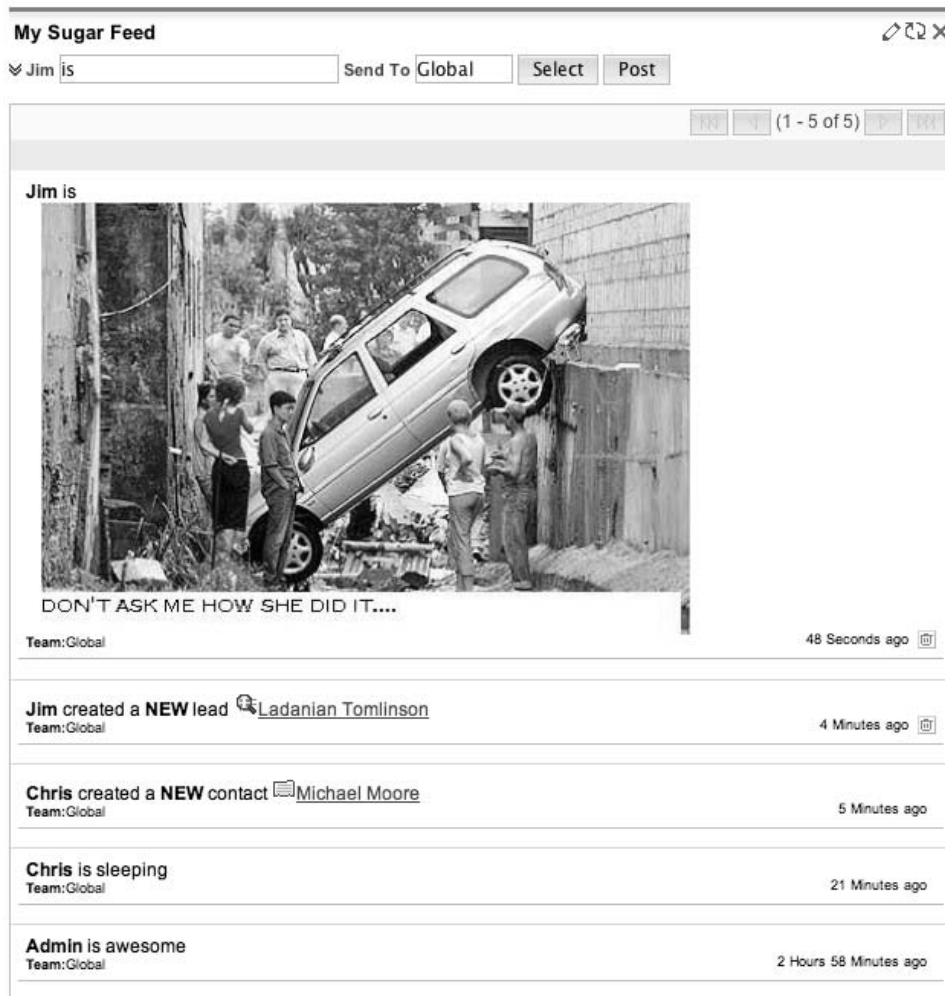 My Sugar Feed
Jim is Send To Global Select Post
(1 - 5 of 5)
Jim is
DON'T ASK ME HOW SHE DID IT....
Team:Global 48 Seconds ago
Jim created a NEW lead Ladanian Tomlinson
Team:Global 4 Minutes ago
Chris created a NEW contact Michael Moore
Team:Global 5 Minutes ago
Chris is sleeping
Team:Global 21 Minutes ago
Admin is awesome
Team:Global 2 Hours 58 Minutes ago